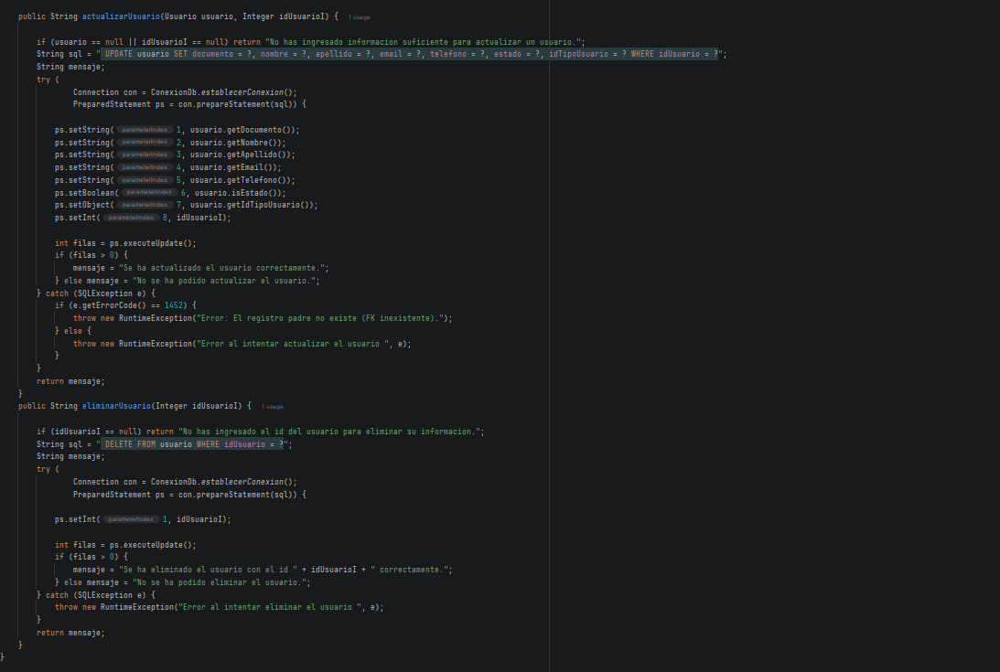 public String actualizarUsuario(Usuario usuario, Integer idUsuarioI) { 1 usage
if (usuario == null || idUsuarioI == null) return "No has ingresado informacion suficiente para actualizar un usuario.";
String sql = " UPDATE usuario SET documento = ?, nombre = ?, apellido = ?, email = ?, telefono = ?, estado = ?, idTipoUsuario = ? WHERE idUsuario = ?";
String mensaje;
try (
Connection con = ConexionDb.establecerConexion();
PreparedStatement ps = con.prepareStatement(sql)) {
ps.setString( parameterIndex: 1, usuario.getDocumento());
ps.setString( parameterIndex: 2, usuario.getNombre());
ps.setString( parameterIndex: 3, usuario.getApellido());
ps.setString( parameterIndex: 4, usuario.getEmail());
ps.setString( parameterIndex: 5, usuario.getTelefono());
ps.setBoolean( parameterIndex: 6, usuario.isEstado());
ps.setObject( parameterIndex: 7, usuario.getIdTipoUsuario());
ps.setInt( parameterIndex: 8, idUsuarioI);
int filas = ps.executeUpdate();
if (filas > 0) {
mensaje = "Se ha actualizado el usuario correctamente.";
} else mensaje = "No se ha podido actualizar el usuario.";
} catch (SQLException e) {
if (e.getErrorCode() == 1452) {
throw new RuntimeException("Error: El registro padre no existe (FK inexistente).");
} else {
throw new RuntimeException("Error al intentar actualizar el usuario ", e);
}
}
return mensaje;
}
public String eliminarUsuario(Integer idUsuarioI) { 1 usage
if (idUsuarioI == null) return "No has ingresado el id del usuario para eliminar su informacion.";
String sql = " DELETE FROM usuario WHERE idUsuario = ?";
String mensaje;
try (
Connection con = ConexionDb.establecerConexion();
PreparedStatement ps = con.prepareStatement(sql)) {
ps.setInt( parameterIndex: 1, idUsuarioI);
int filas = ps.executeUpdate();
if (filas > 0) {
mensaje = "Se ha eliminado el usuario con el id " + idUsuarioI + " correctamente.";
} else mensaje = "No se ha podido eliminar el usuario.";
} catch (SQLException e) {
throw new RuntimeException("Error al intentar eliminar el usuario ", e);
}
return mensaje;
}
}